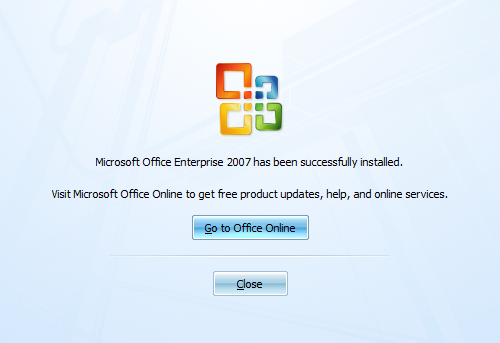 Microsoft Office Enterprise 2007 has been successfully installed.
Visit Microsoft Office Online to get free product updates, help, and online services.
Go to Office Online
Close